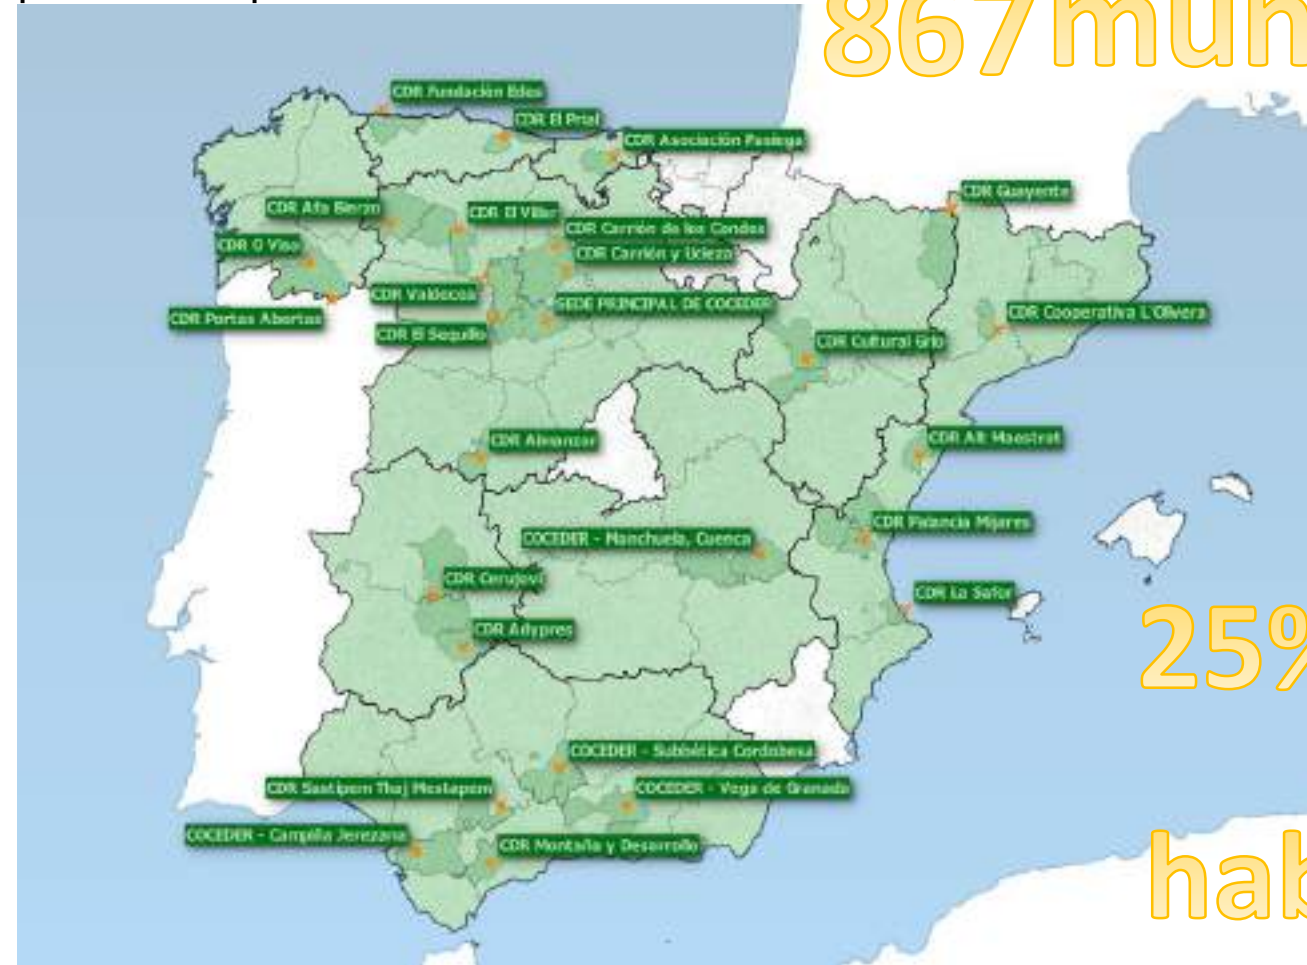 867mun
CDR Fundación Edes
CDR El Prial
CDR Asociación Pasiega
CDR Guayente
CDR Alfa Bierzo
CDR El Villar
CDR Carrión de los Condes
CDR O Viso
CDR Carrión y Ucieza
CDR Valdecea
SEDE PRINCIPAL DE COCEDER
CDR Portas Abertas
CDR Cooperativa L'Olivera
CDR El Sequillo
CDR Cultural Grío
CDR Almanzor
CDR Alt Maestrat
CDR Palancia Mijares
COCEDER - Manchuela, Cuenca
CDR Cerujovi
CDR La Safor
25%
CDR Adypres
COCEDER - Subbética Cordobesa
CDR Sastipem Thaj Mestapem
COCEDER - Vega de Granada
COCEDER - Campiña Jerezana
CDR Montaña y Desarrollo
hab